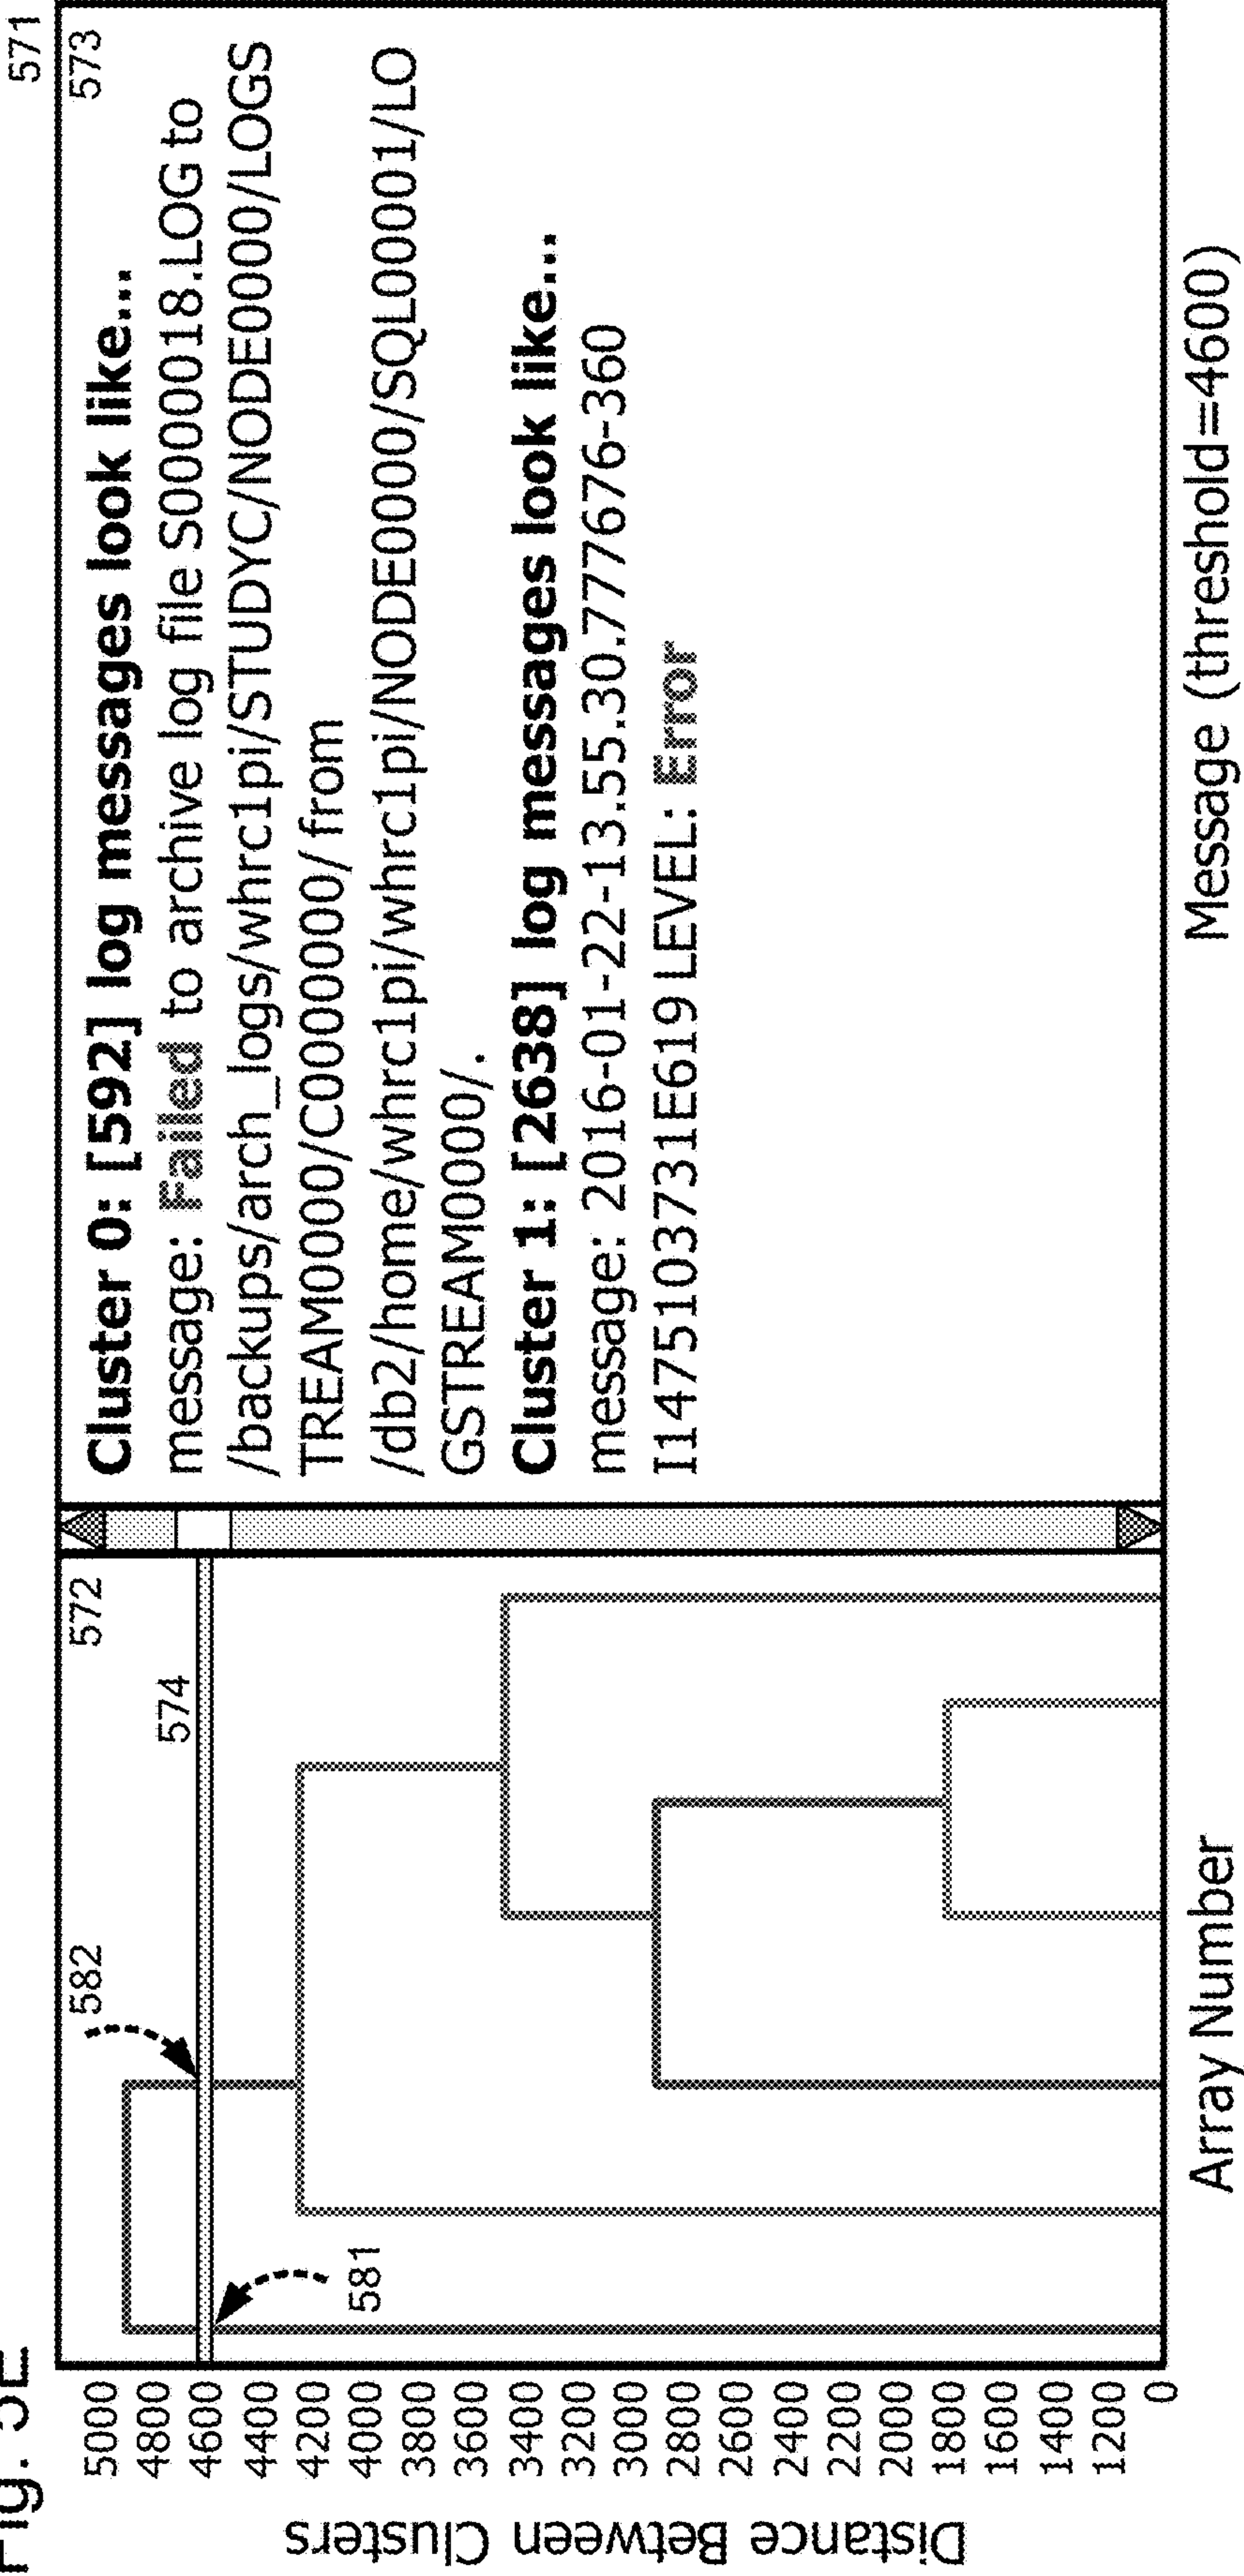 Fig. 5E
571
572
573
574
582
581
Distance Between Clusters
5000
4800
4600
4400
4200
4000
3800
3600
3400
3200
3000
2800
2600
2400
2200
2000
1800
1600
1400
1200
0
Array Number
Cluster 0: [592] log messages look like...
message: Failed to archive log file S0000018.LOG to
/backups/arch_logs/whrc1pi/STUDYC/NODE0000/LOGS
TREAM0000/C0000000/ from
/db2/home/whrc1pi/whrc1pi/NODE0000/SQL00001/LO
GSTREAM0000/.
Cluster 1: [2638] log messages look like...
message: 2016-01-22-13.55.30.777676-360
I1475103731E619 LEVEL: Error
Message (threshold=4600)